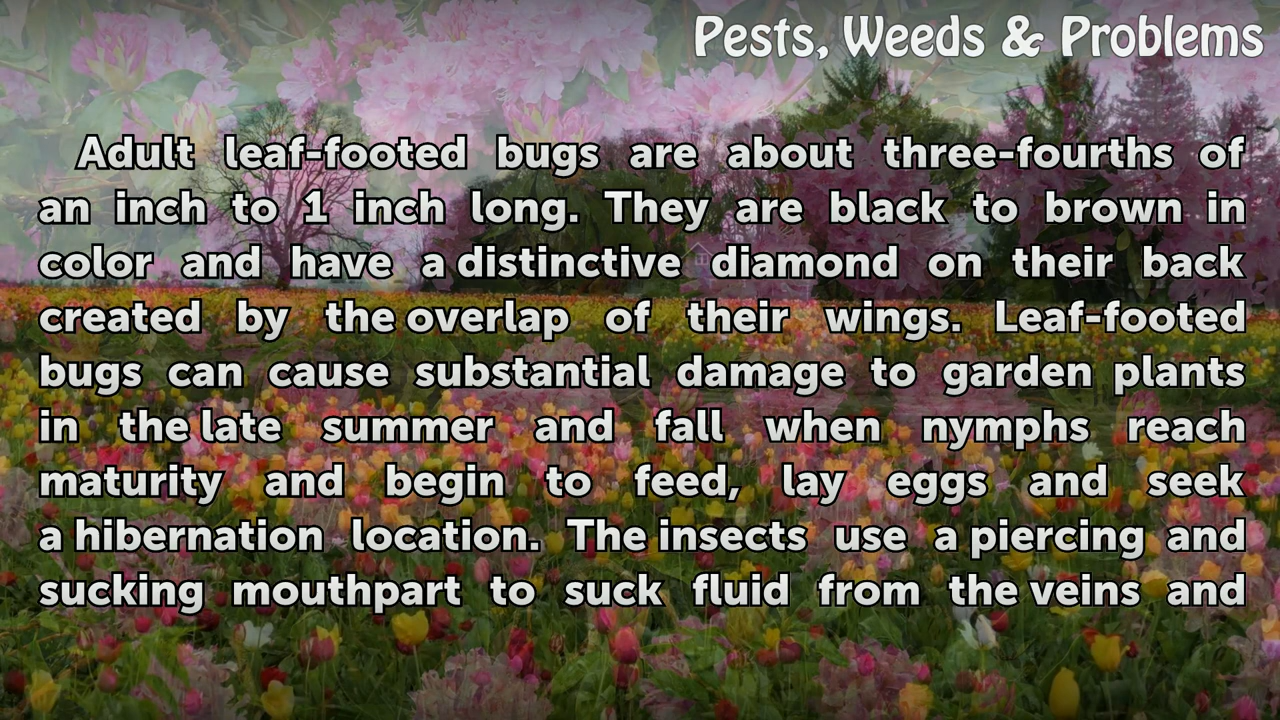 Pests, Weeds & Problems
Adult leaf-footed bugs are about three-fourths of
an inch to 1 inch long. They are black to brown in
color and have a distinctive diamond on their back
created by the overlap of their wings. Leaf-footed
bugs can cause substantial damage to garden plants
in the late summer and fall when nymphs reach
maturity and begin to feed, lay eggs and seek
a hibernation location. The insects use a piercing and
sucking mouthpart to suck fluid from the veins and